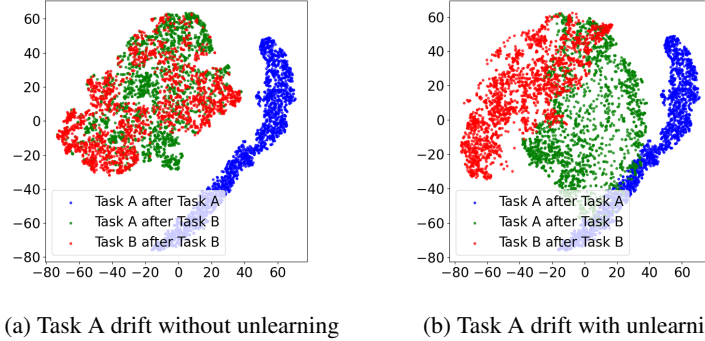 60
40
20
0
−20
−40
−60
−80
Task A after Task A
Task A after Task B
Task B after Task B
−80 −60 −40 −20 0 20 40 60
(a) Task A drift without unlearning
60
40
20
0
−20
−40
−60
−80
Task A after Task A
Task A after Task B
Task B after Task B
−80 −60 −40 −20 0 20 40 60
(b) Task A drift with unlearni